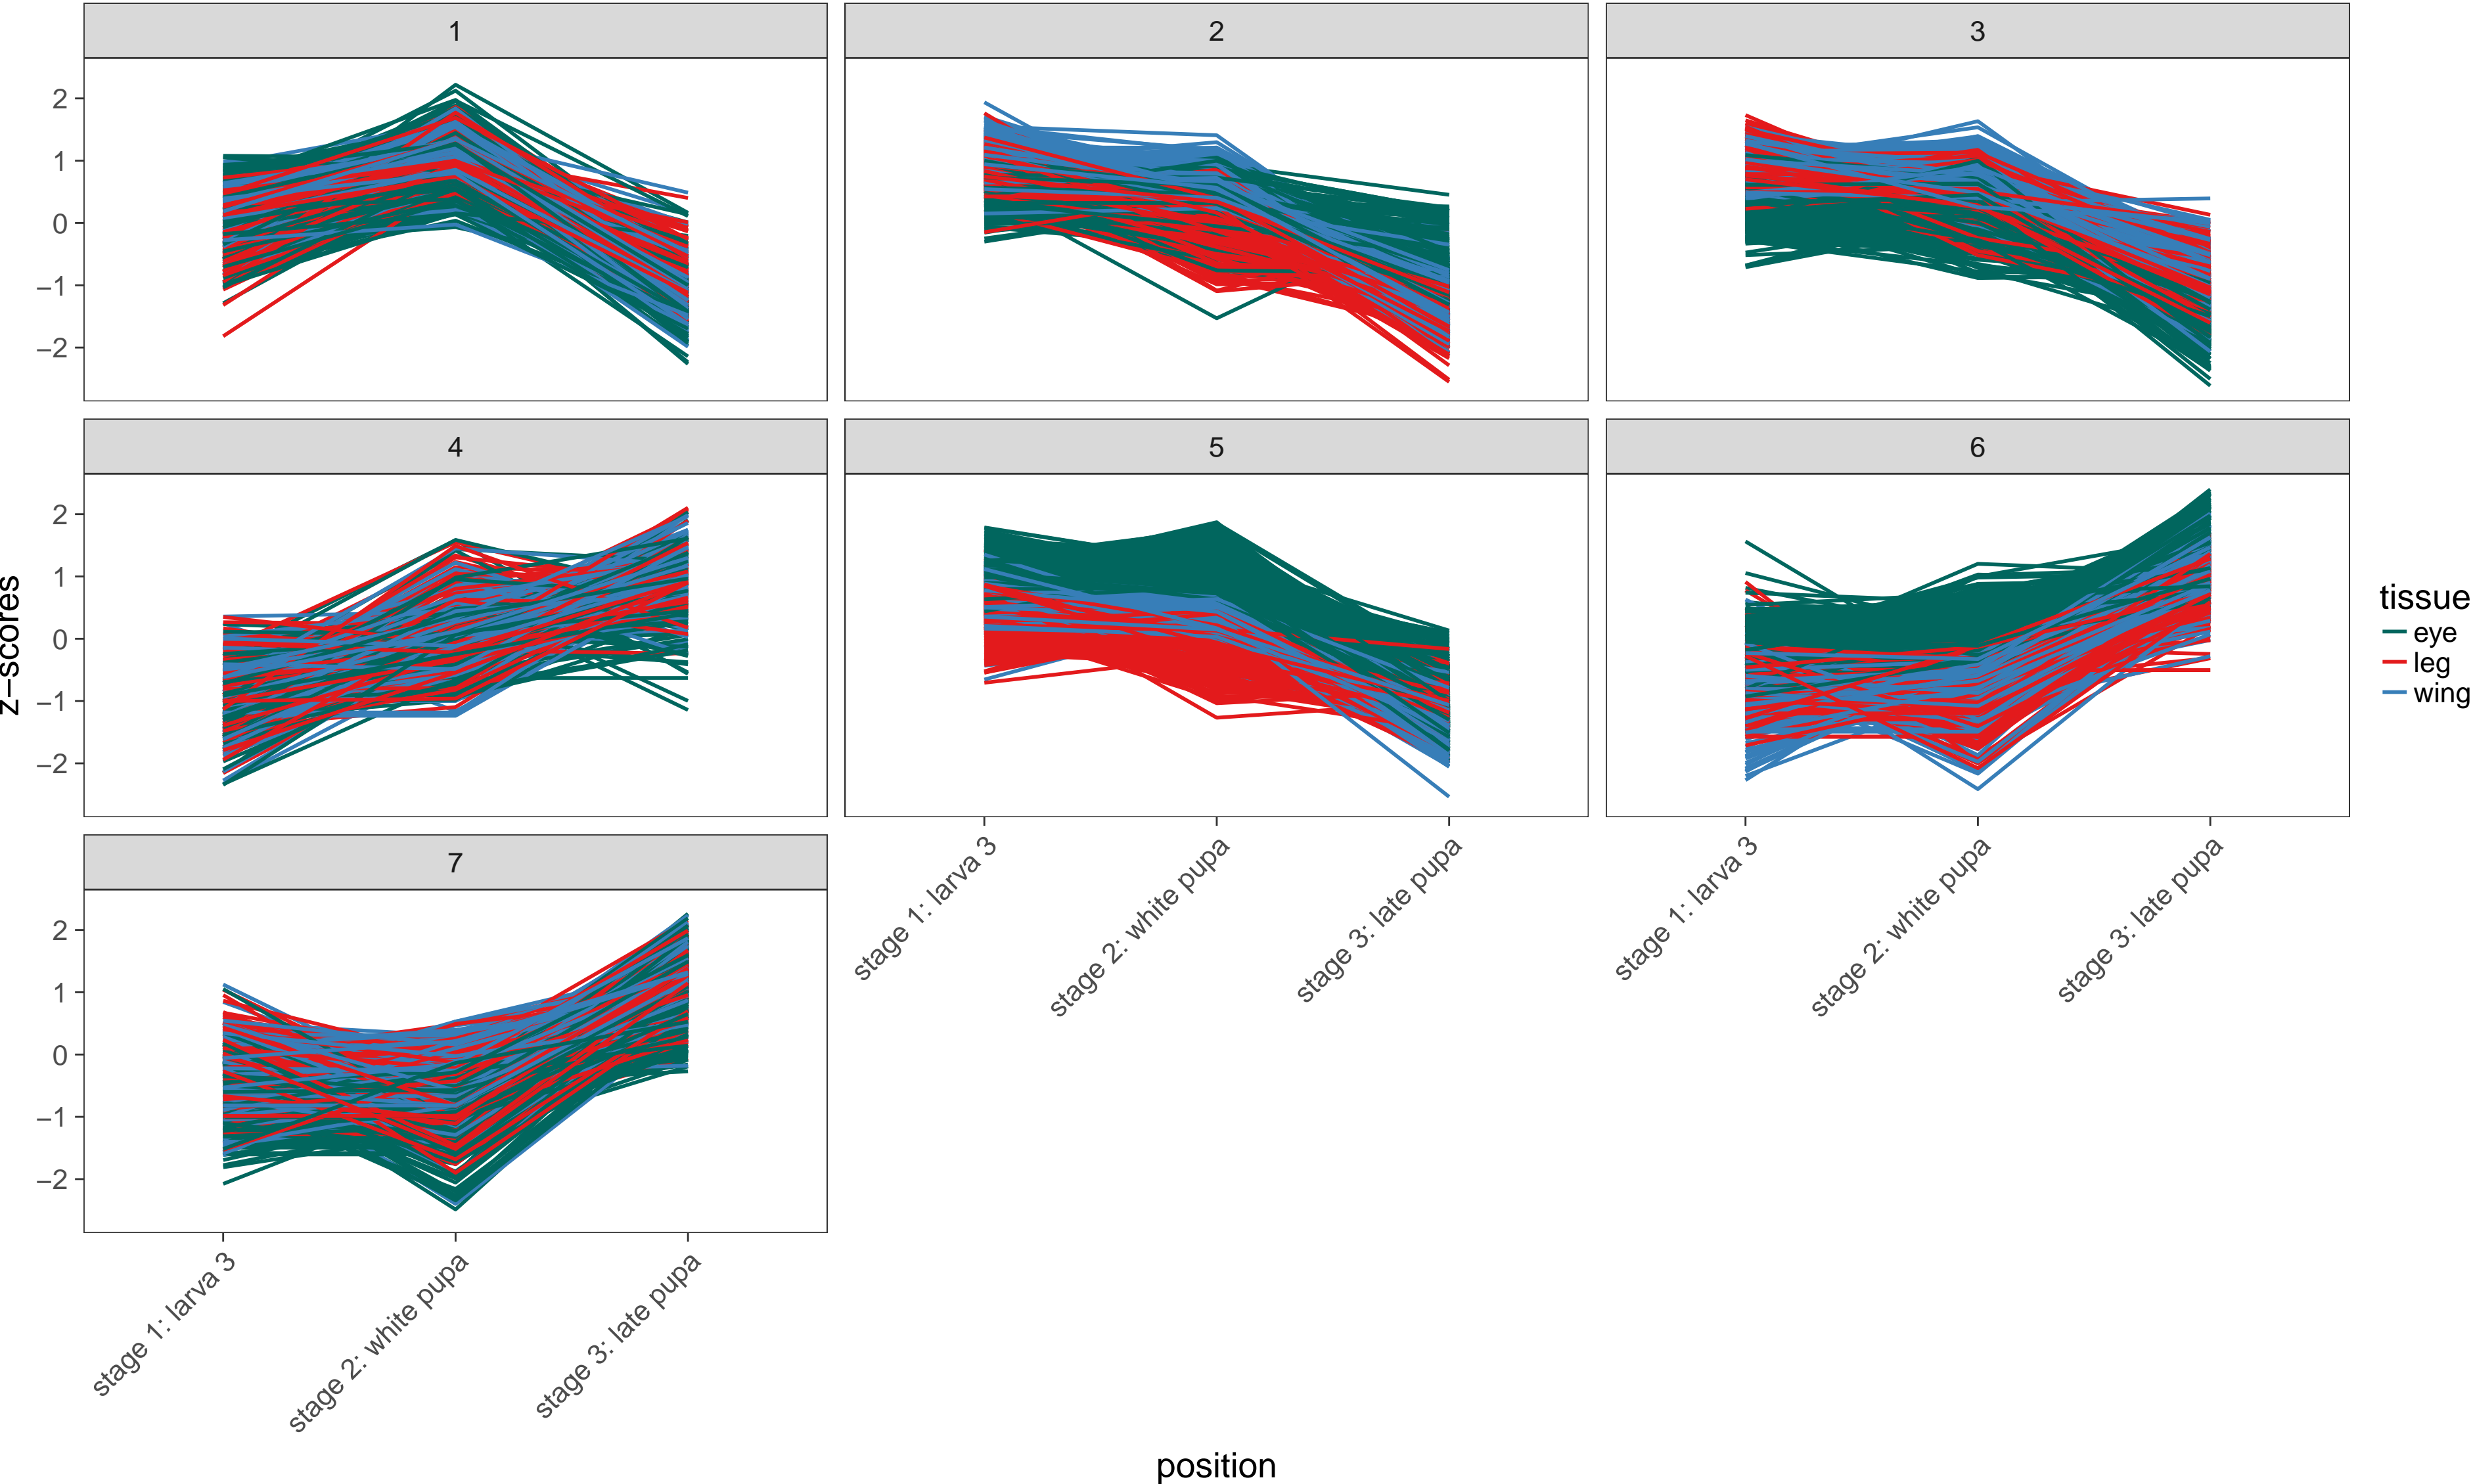 1
2
3
2
1
0
−1
−2
4
5
6
2
1
0
−1
−2
z−scores
tissue
eye
leg
wing
7
stage 1: larva 3
stage 2: white pupa
stage 3: late pupa
stage 1: larva 3
stage 2: white pupa
stage 3: late pupa
2
1
0
−1
−2
stage 1: larva 3
stage 2: white pupa
stage 3: late pupa
position